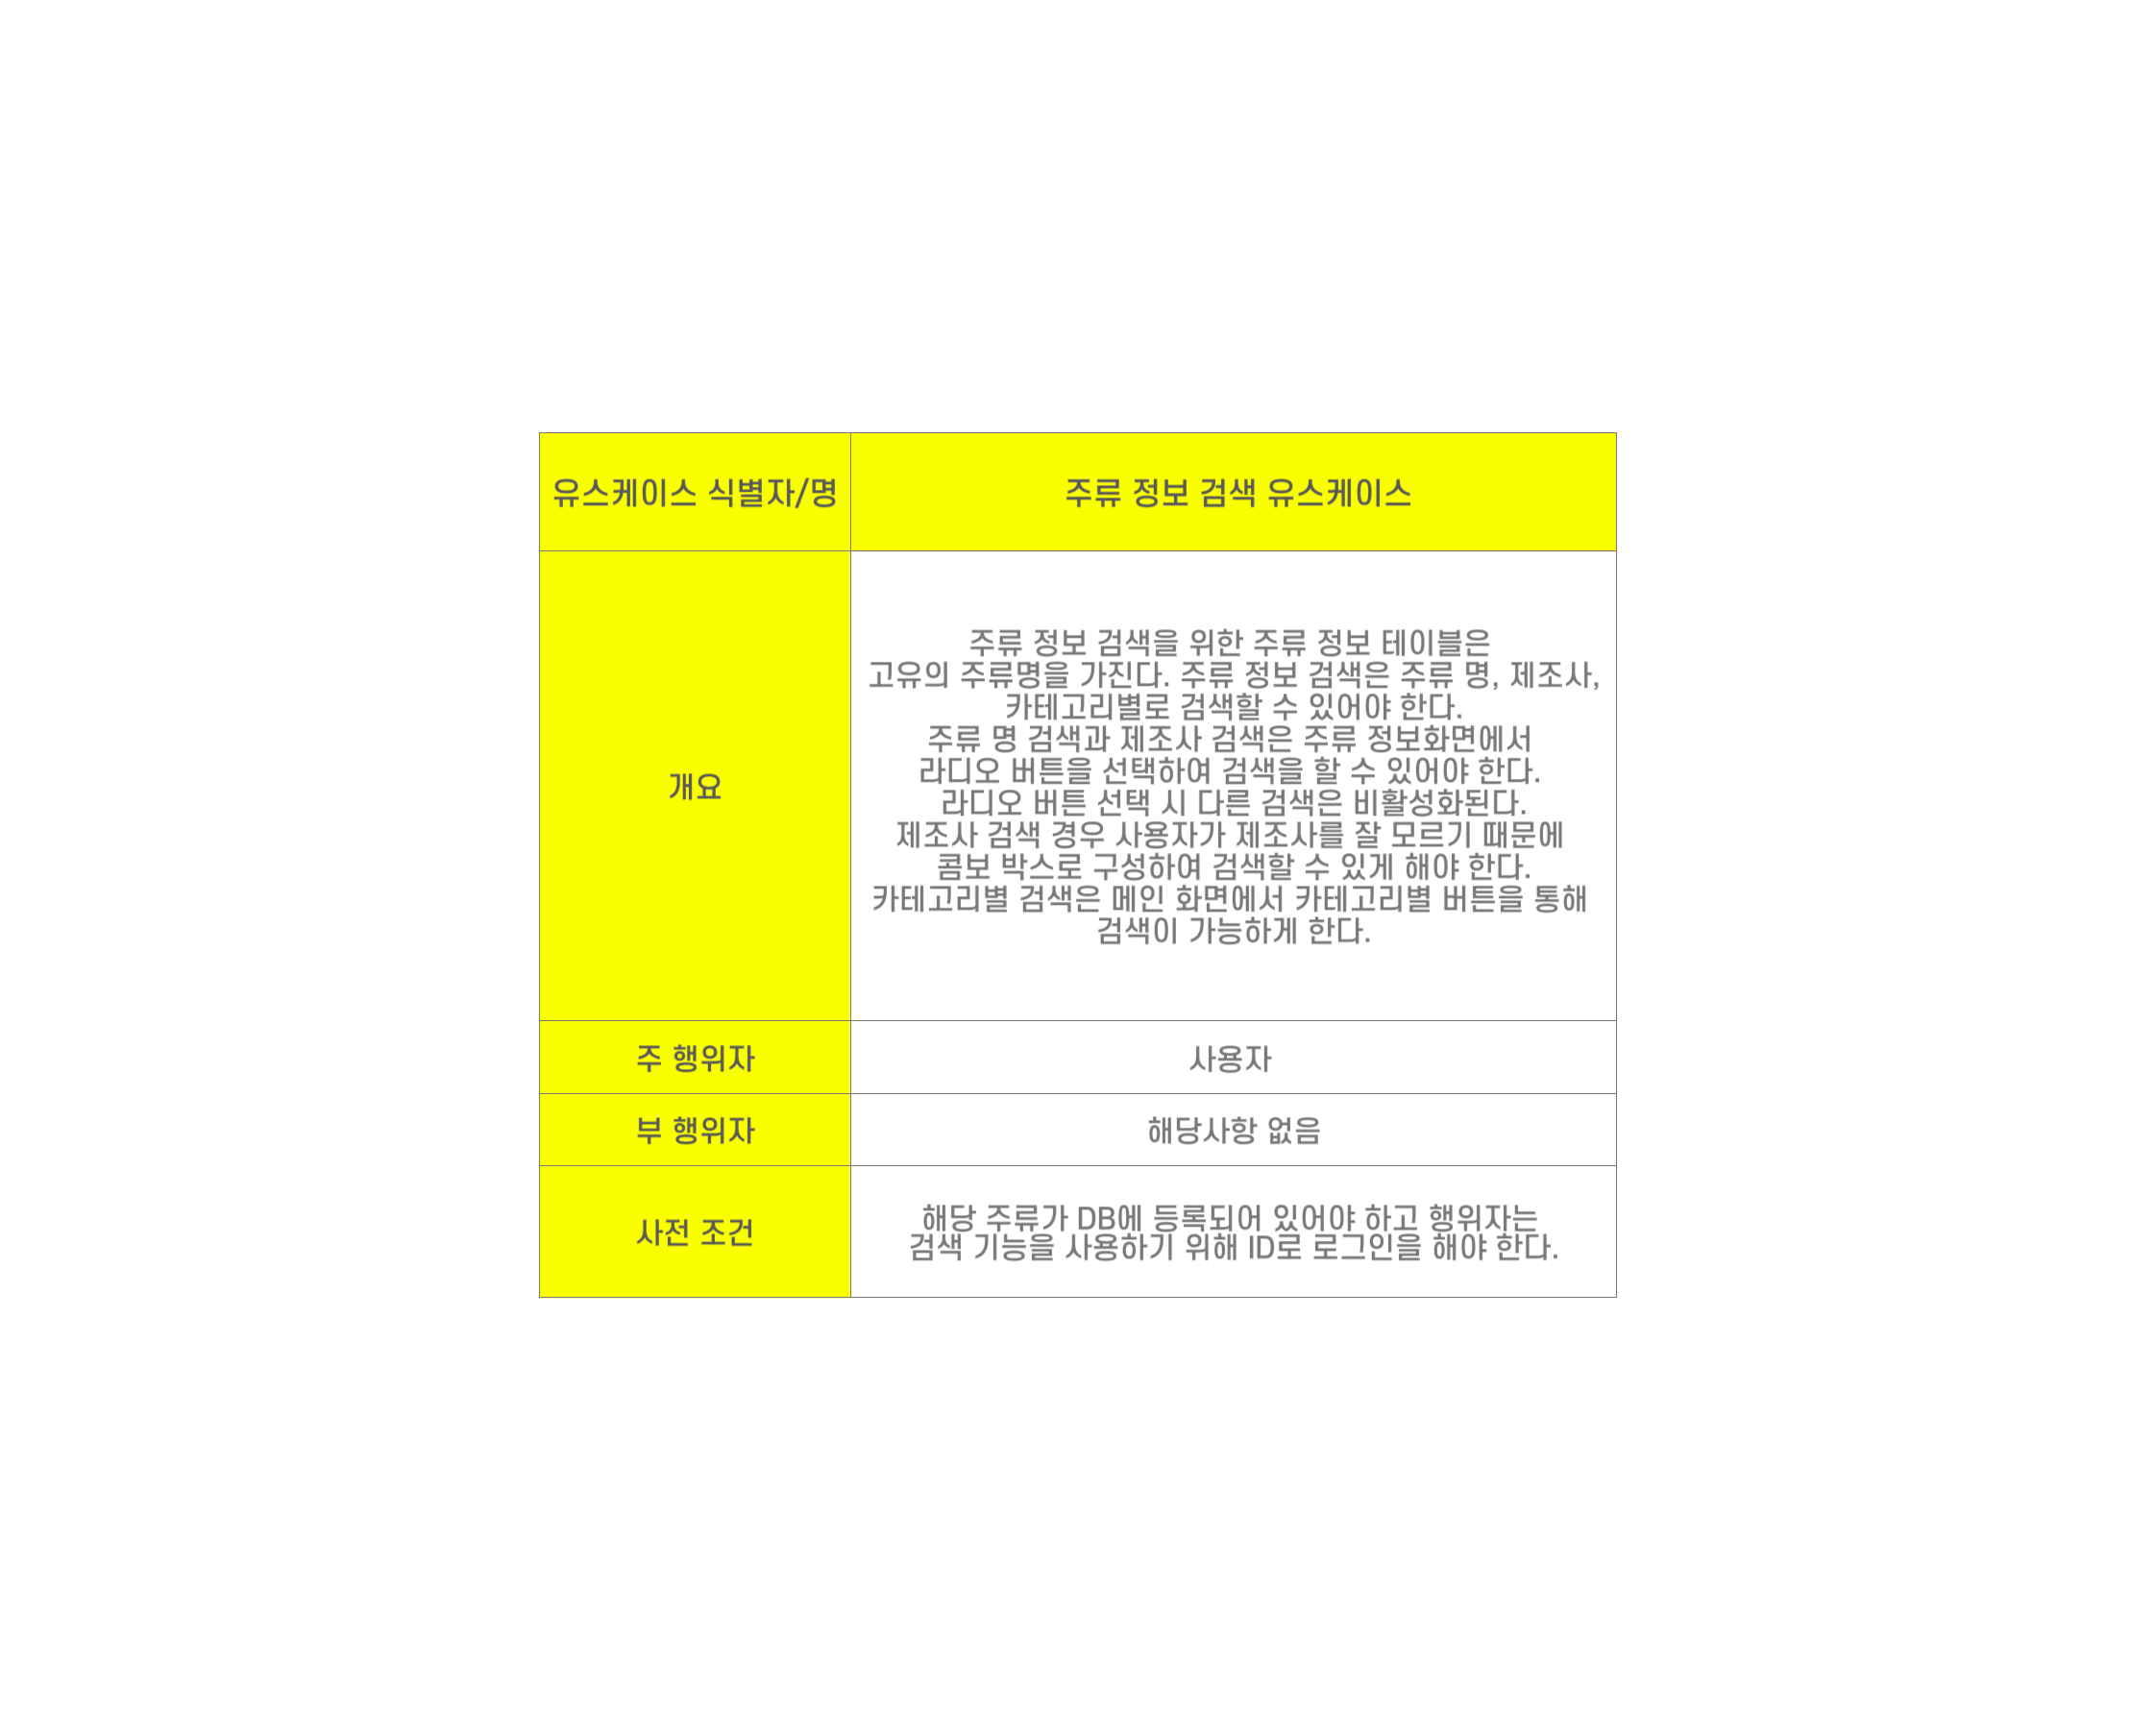 유스케이스 식별자/명
주류 정보 검색 유스케이스
개요
주류 정보 검색을 위한 주류 정보 테이블은
고유의 주류명을 가진다. 주류 정보 검색은 주류 명, 제조사,
카테고리별로 검색할 수 있어야 한다.
주류 명 검색과 제조사 검색은 주류 정보화면에서
라디오 버튼을 선택하여 검색을 할 수 있어야 한다.
라디오 버튼 선택 시 다른 검색은 비활성화된다.
제조사 검색 경우 사용자가 제조사를 잘 모르기 때문에
콤보 박스로 구성하여 검색할 수 있게 해야 한다.
카테고리별 검색은 메인 화면에서 카테고리별 버튼을 통해
검색이 가능하게 한다.
주 행위자
사용자
부 행위자
해당사항 없음
사전 조건
해당 주류가 DB에 등록되어 있어야 하고 행위자는
검색 기능을 사용하기 위해 ID로 로그인을 해야 한다.